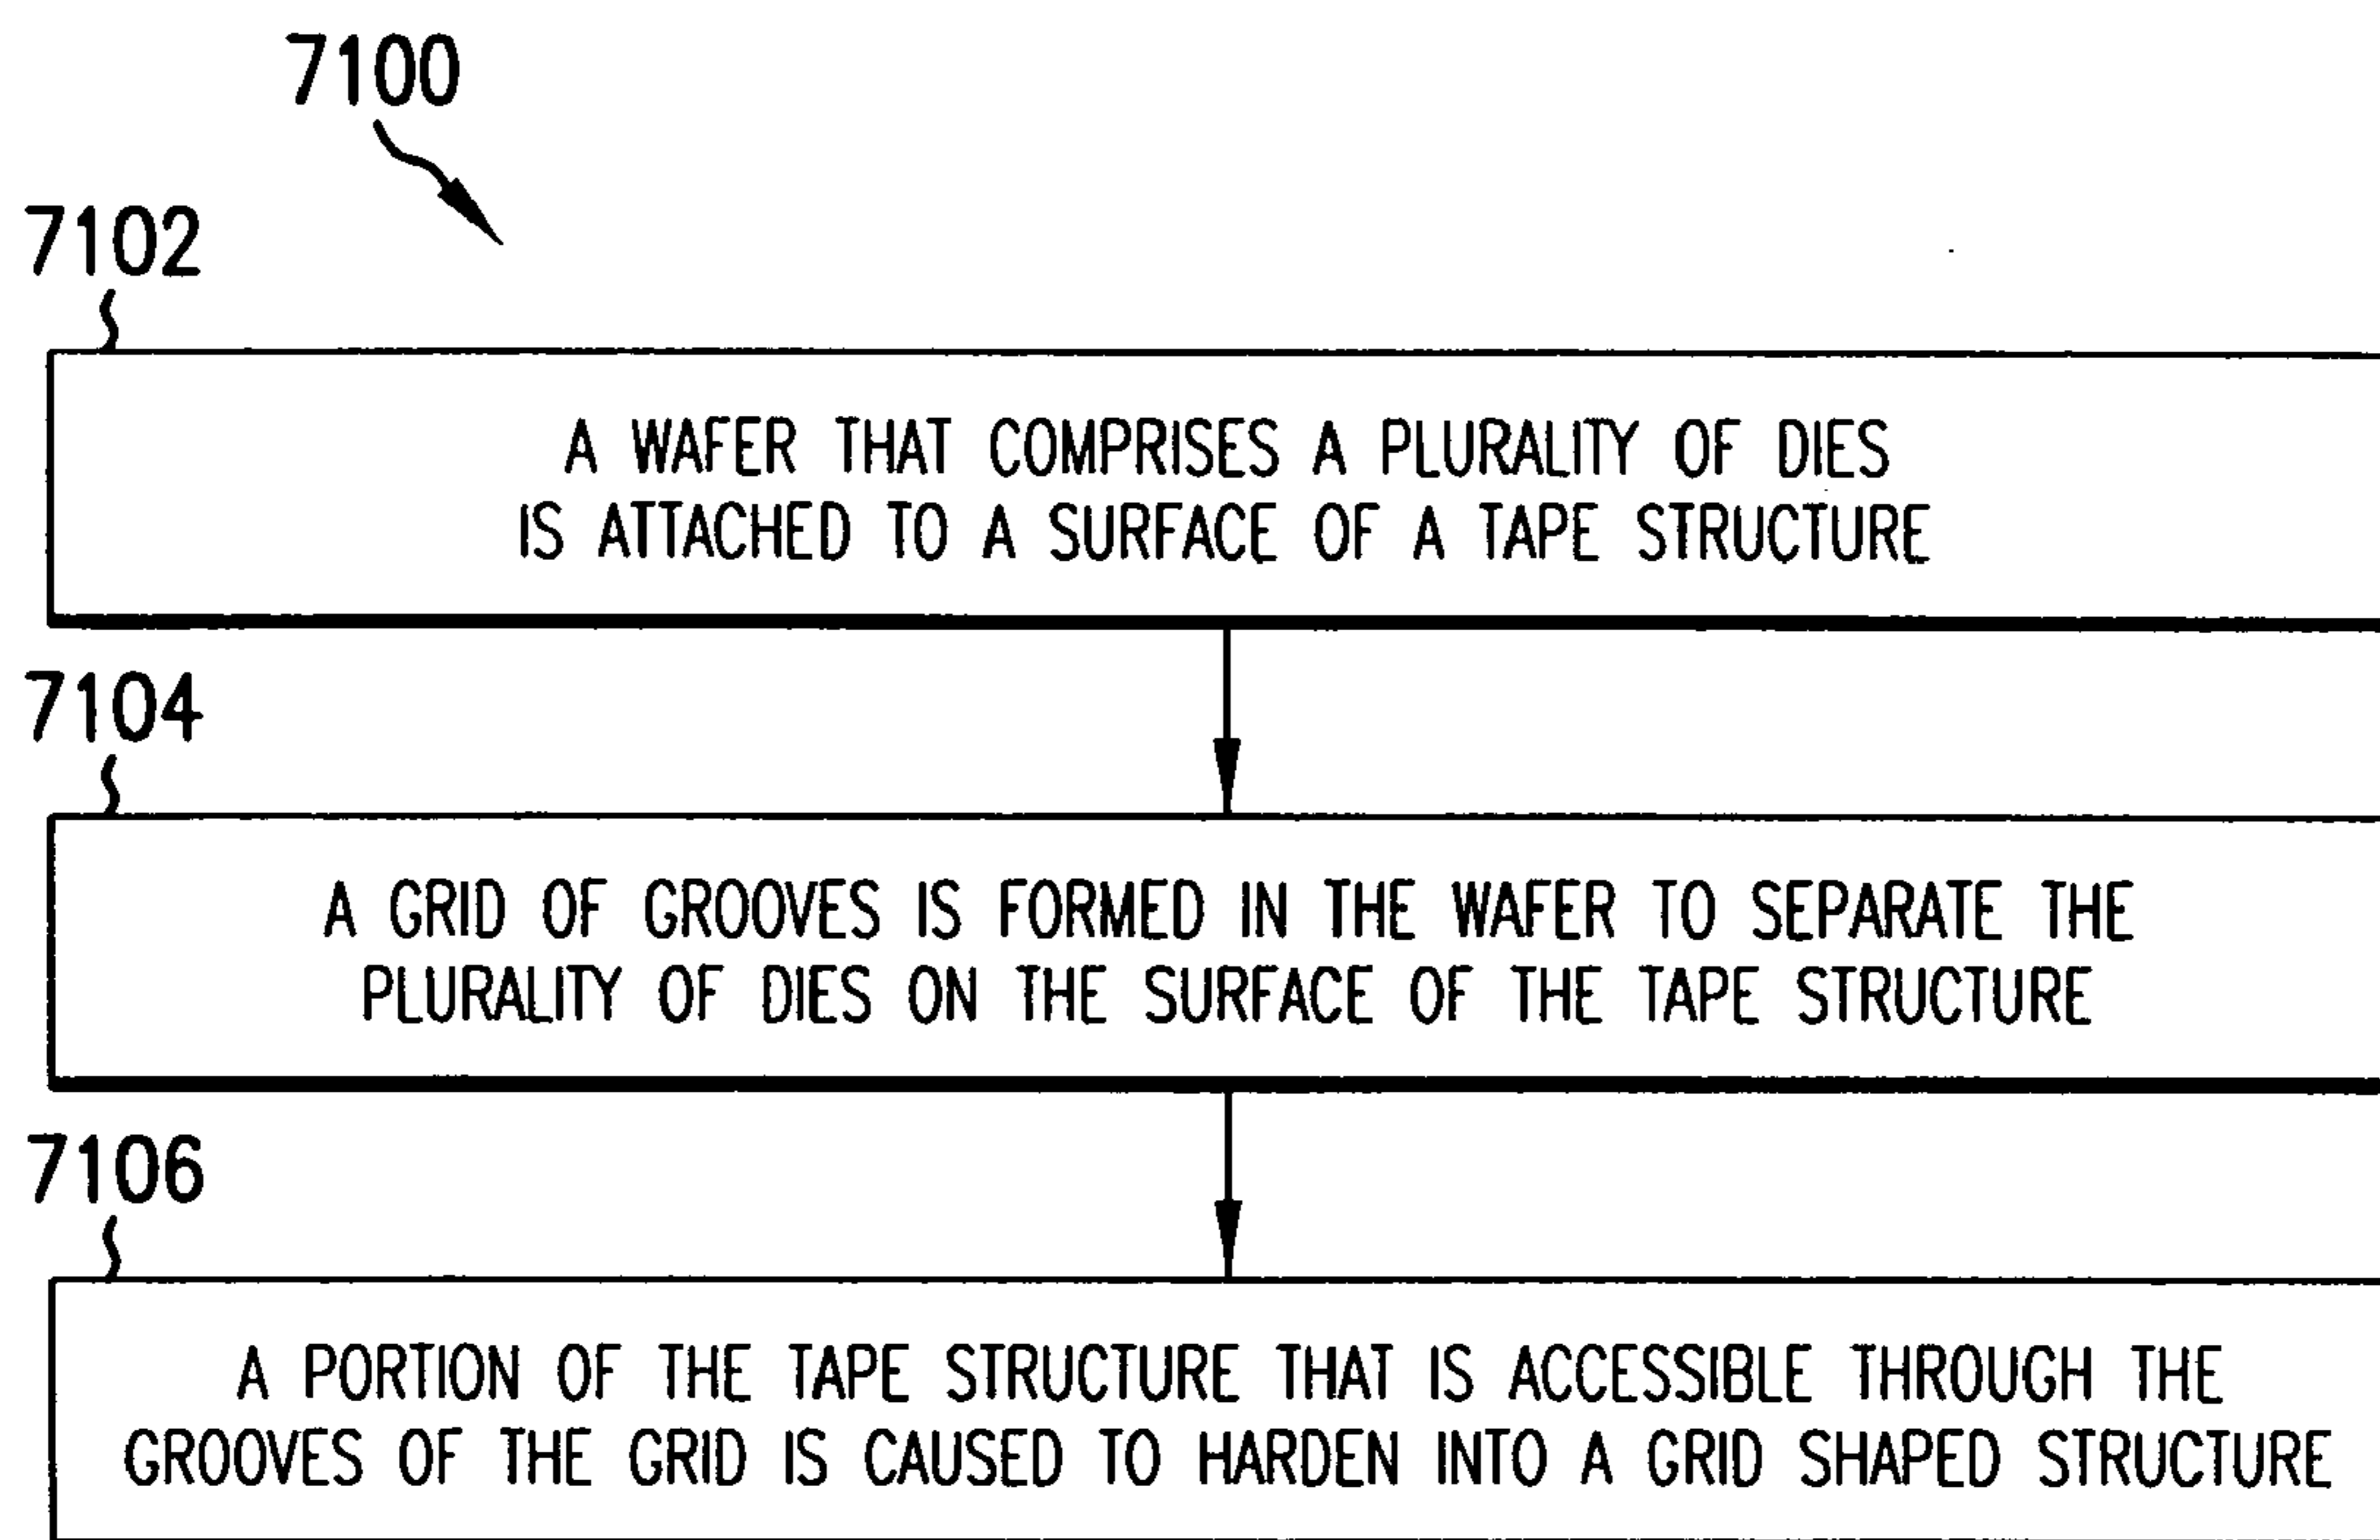 7100
7102
A WAFER THAT COMPRISES A PLURALITY OF DIES
IS ATTACHED TO A SURFACE OF A TAPE STRUCTURE
7104
A GRID OF GROOVES IS FORMED IN THE WAFER TO SEPARATE THE
PLURALITY OF DIES ON THE SURFACE OF THE TAPE STRUCTURE
7106
A PORTION OF THE TAPE STRUCTURE THAT IS ACCESSIBLE THROUGH THE
GROOVES OF THE GRID IS CAUSED TO HARDEN INTO A GRID SHAPED STRUCTURE